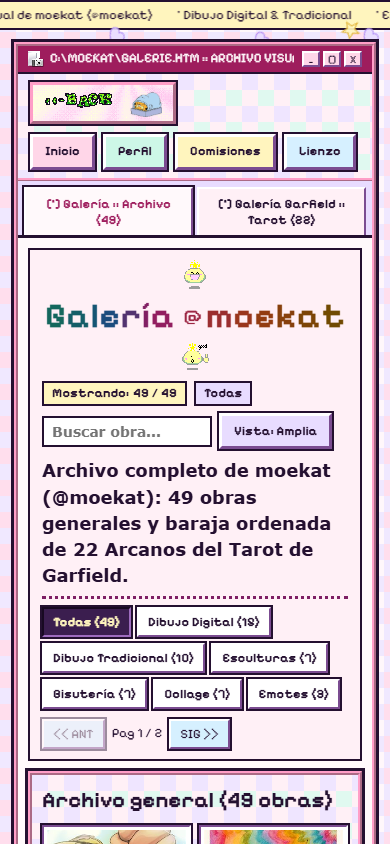 ual de moekat (@moekat) * Dibujo Digital & Tradicional * E
C:\MOEKAT\GALERIE.HTM :: ARCHIVO VISU
_ O X
BACK
Inicio Perfil Comisiones Lienzo
(*) Galería :: Archivo (49)
(*) Galería Garfield :: Tarot (22)
Galería @moekat
Mostrando: 49 / 49 Todas
Buscar obra... Vista: Amplia
Archivo completo de moekat
(@moekat): 49 obras
generales y baraja ordenada
de 22 Arcanos del Tarot de
Garfield.
Todas (49) Dibujo Digital (18)
Dibujo Tradicional (10) Esculturas (7)
Bisutería (7) Collage (7) Emotes (3)
<< ANT Pag 1 / 2 SIG >>
Archivo general (49 obras)